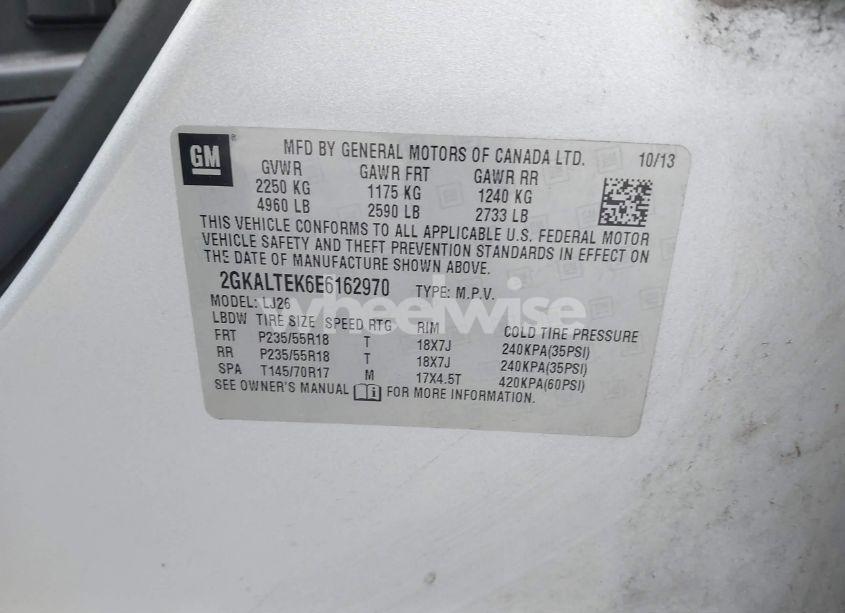 GM
MFD BY GENERAL MOTORS OF CANADA LTD. 10/13
GVWR GAWR FRT GAWR RR
2250 KG 1175 KG 1240 KG
4960 LB 2590 LB 2733 LB
THIS VEHICLE CONFORMS TO ALL APPLICABLE U.S. FEDERAL MOTOR
VEHICLE SAFETY AND THEFT PREVENTION STANDARDS IN EFFECT ON
THE DATE OF MANUFACTURE SHOWN ABOVE.
2GKALTEK6E6162970 TYPE: M.P.V.
MODEL: LJ26
LBDW TIRE SIZE SPEED RTG RIM COLD TIRE PRESSURE
FRT P235/55R18 T 18X7J 240KPA(35PSI)
RR P235/55R18 T 18X7J 240KPA(35PSI)
SPA T145/70R17 M 17X4.5T 420KPA(60PSI)
SEE OWNER'S MANUAL FOR MORE INFORMATION.
wheelwise